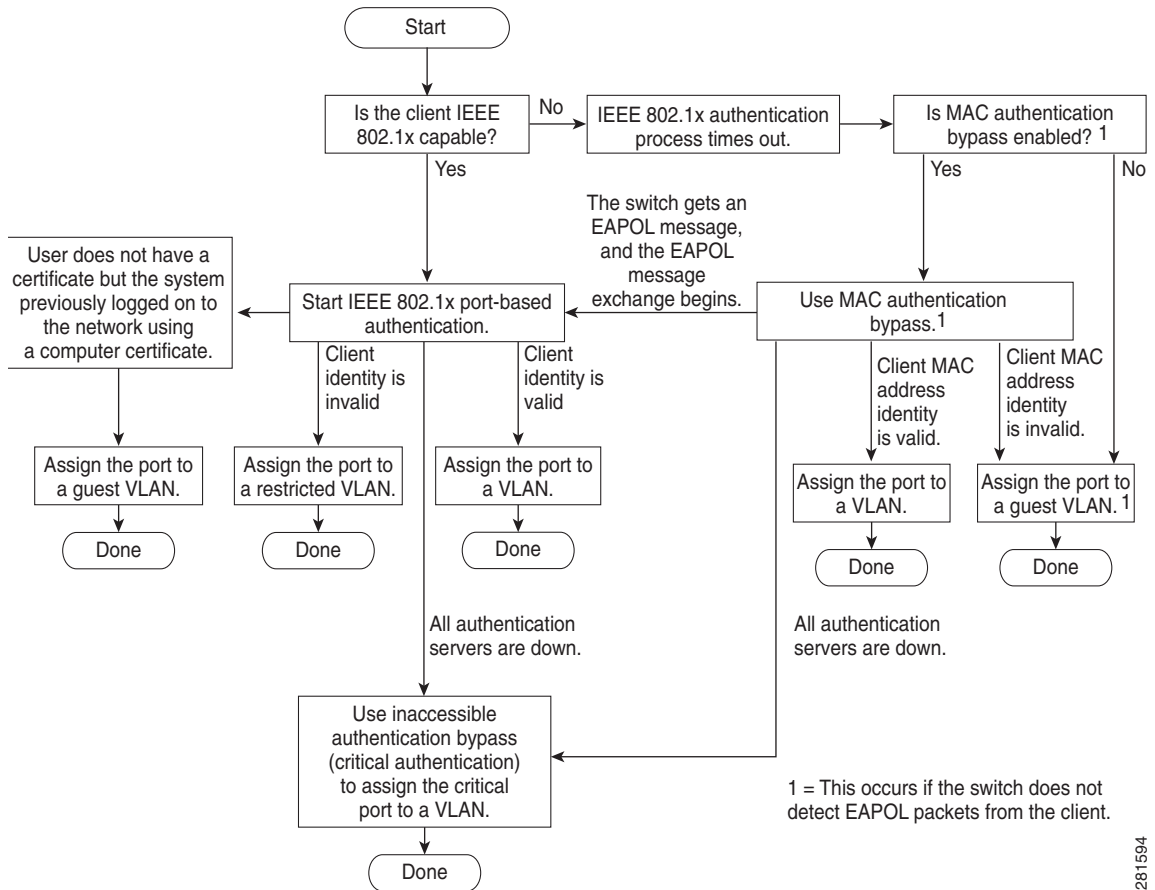 Start
Is the client IEEE
802.1x capable?
No
IEEE 802.1x authentication
process times out.
Is MAC authentication
bypass enabled? 1
Yes
Yes
No
The switch gets an
EAPOL message,
and the EAPOL
message
exchange begins.
User does not have a
certificate but the system
previously logged on to
the network using
a computer certificate.
Start IEEE 802.1x port-based
authentication.
Use MAC authentication
bypass.1
Client
identity is
invalid
Client
identity is
valid
Client MAC
address
identity
is valid.
Client MAC
address
identity
is invalid.
Assign the port to
a guest VLAN.
Assign the port to
a restricted VLAN.
Assign the port to
a VLAN.
Assign the port to
a VLAN.
Assign the port to
a guest VLAN.1
Done
Done
Done
Done
Done
All authentication
servers are down.
All authentication
servers are down.
Use inaccessible
authentication bypass
(critical authentication)
to assign the critical
port to a VLAN.
1 = This occurs if the switch does not
detect EAPOL packets from the client.
Done
281594